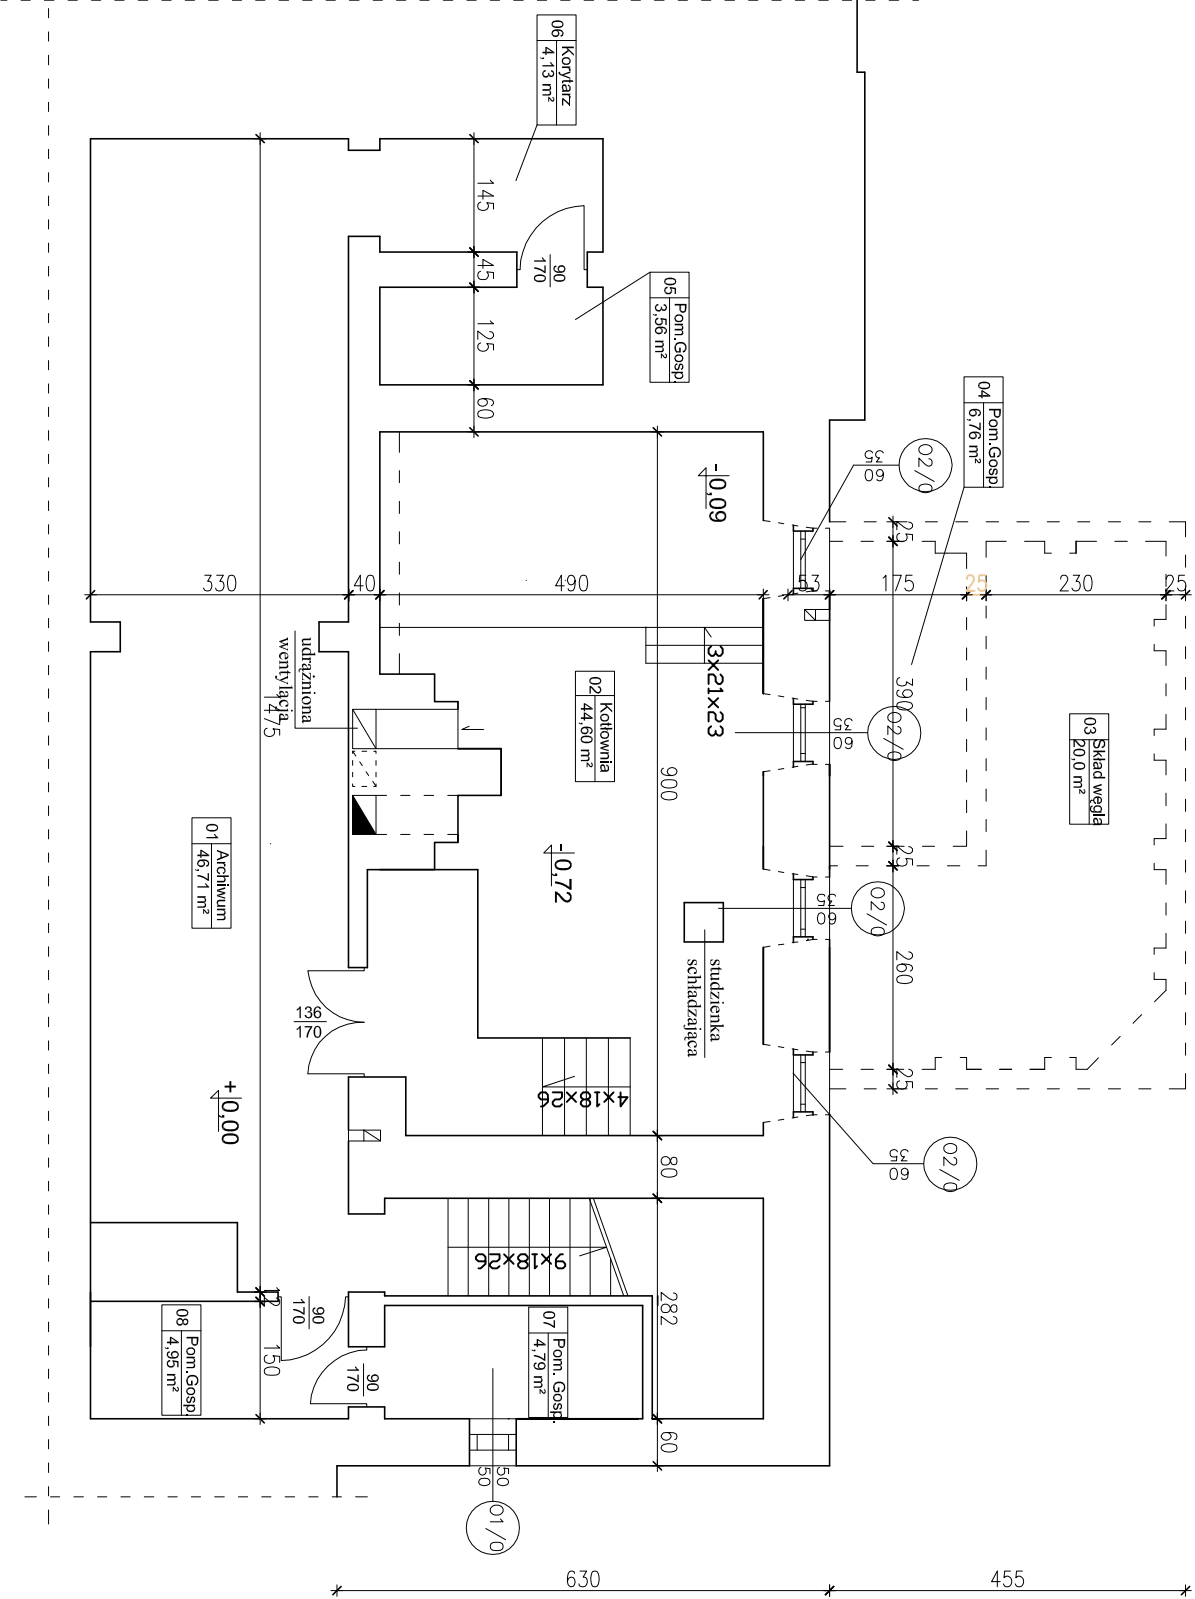 06 Korytarz
4,13 m²
145
45
90
170
125
60
05 Pom.Gosp.
3,56 m²
04 Pom.Gosp.
6,76 m²
O2/0
60
35
-0,09
25
330
40
490
53
175
25
230
25
udrażniona
wentylacja
1475
02 Kotłownia
44,60 m²
3x21x23
390
O2/0
60
35
03 Skład węgla
20,0 m²
900
01 Archiwum
46,71 m²
-0,72
25
O2/0
60
35
260
studzienka
schładzająca
136
170
4x18x26
25
+0,00
80
O2/0
60
35
9x18x26
12
90
170
282
08 Pom.Gosp.
4,95 m²
150
90
170
07 Pom. Gosp.
4,79 m²
60
50
50
O1/0
630
455